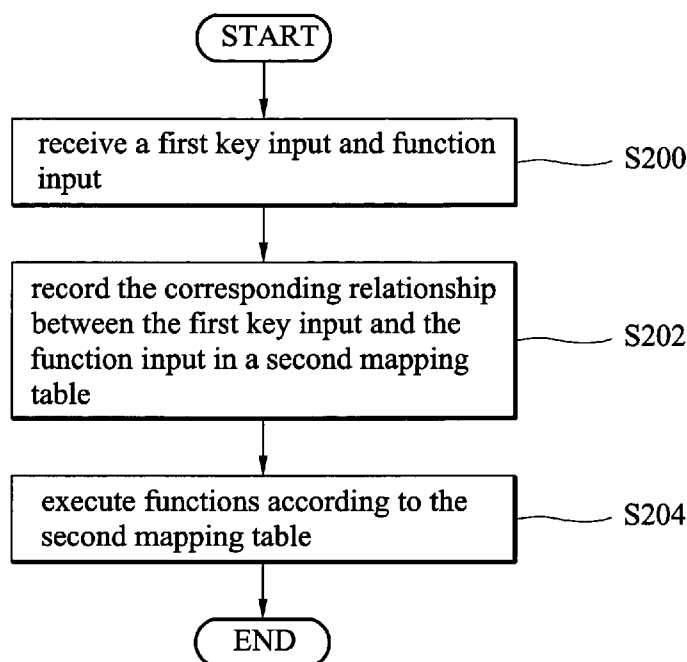 START
receive a first key input and function
input
S200
record the corresponding relationship
between the first key input and the
function input in a second mapping
table
S202
execute functions according to the
second mapping table
S204
END